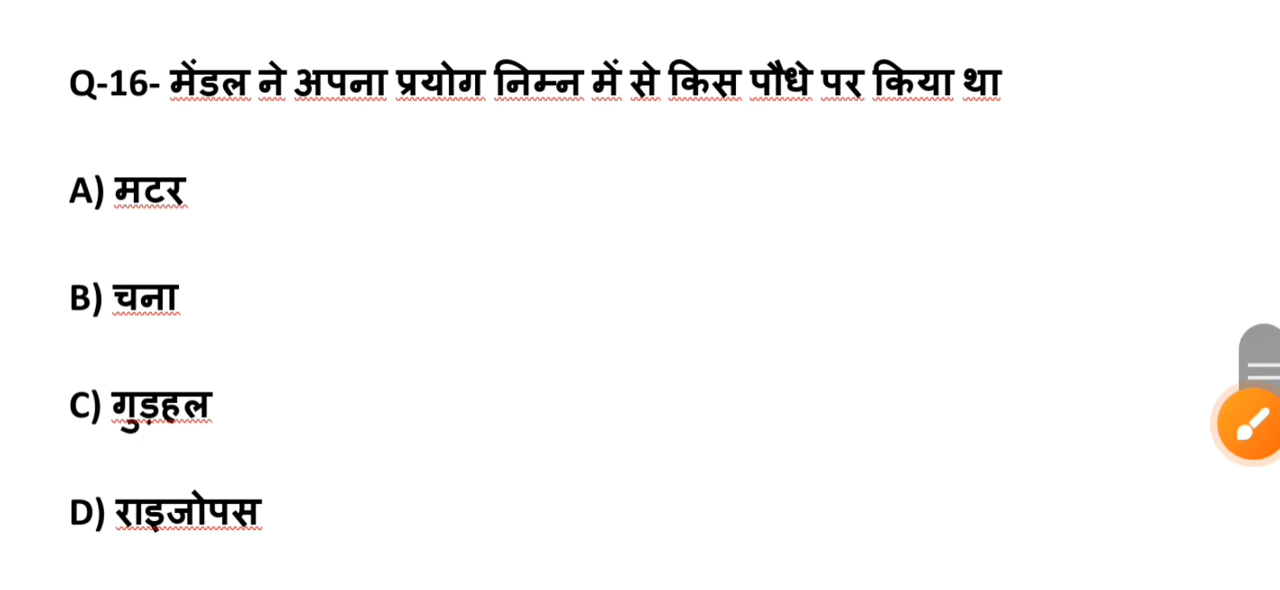 Q-16- मेंडल ने अपना प्रयोग निम्न में से किस पौधे पर किया था
A) मटर
B) चना
C) गुड़हल
D) राइजोपस